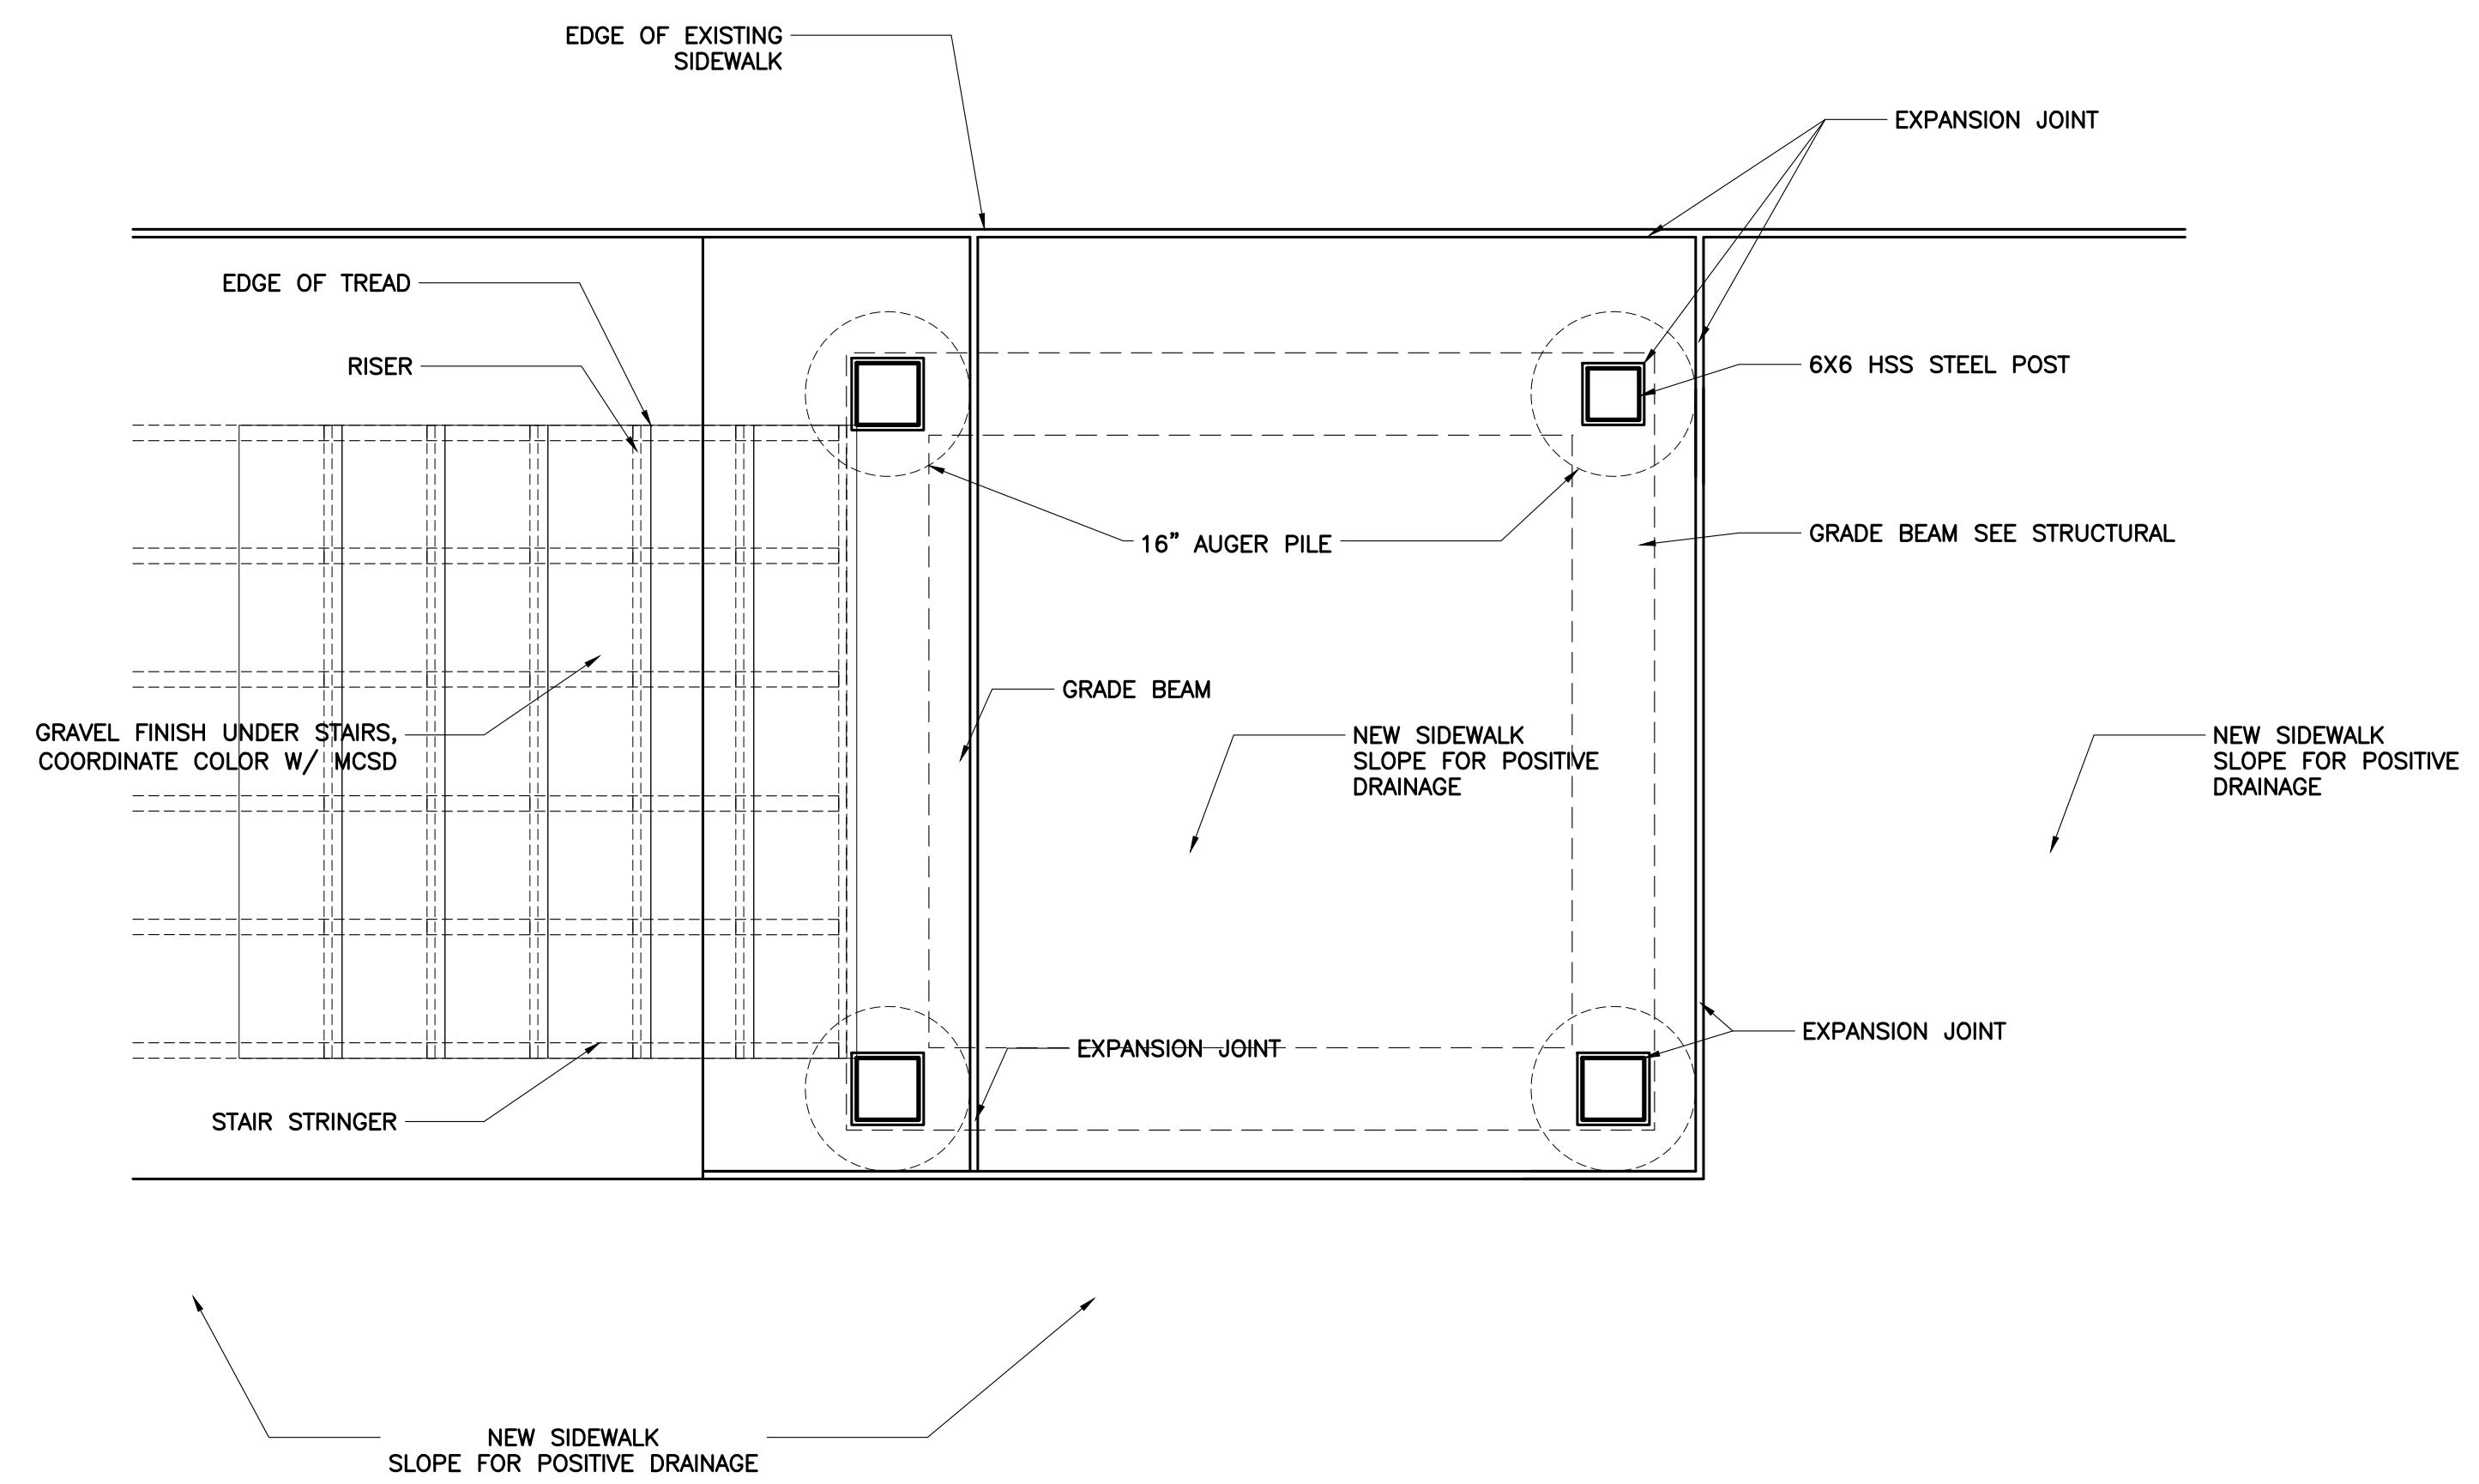 EDGE OF EXISTING
SIDEWALK
EXPANSION JOINT
EDGE OF TREAD
RISER
6X6 HSS STEEL POST
16" AUGER PILE
GRADE BEAM SEE STRUCTURAL
GRADE BEAM
GRAVEL FINISH UNDER STAIRS,
COORDINATE COLOR W/ MCSD
NEW SIDEWALK
SLOPE FOR POSITIVE
DRAINAGE
NEW SIDEWALK
SLOPE FOR POSITIVE
DRAINAGE
EXPANSION JOINT
EXPANSION JOINT
STAIR STRINGER
NEW SIDEWALK
SLOPE FOR POSITIVE DRAINAGE